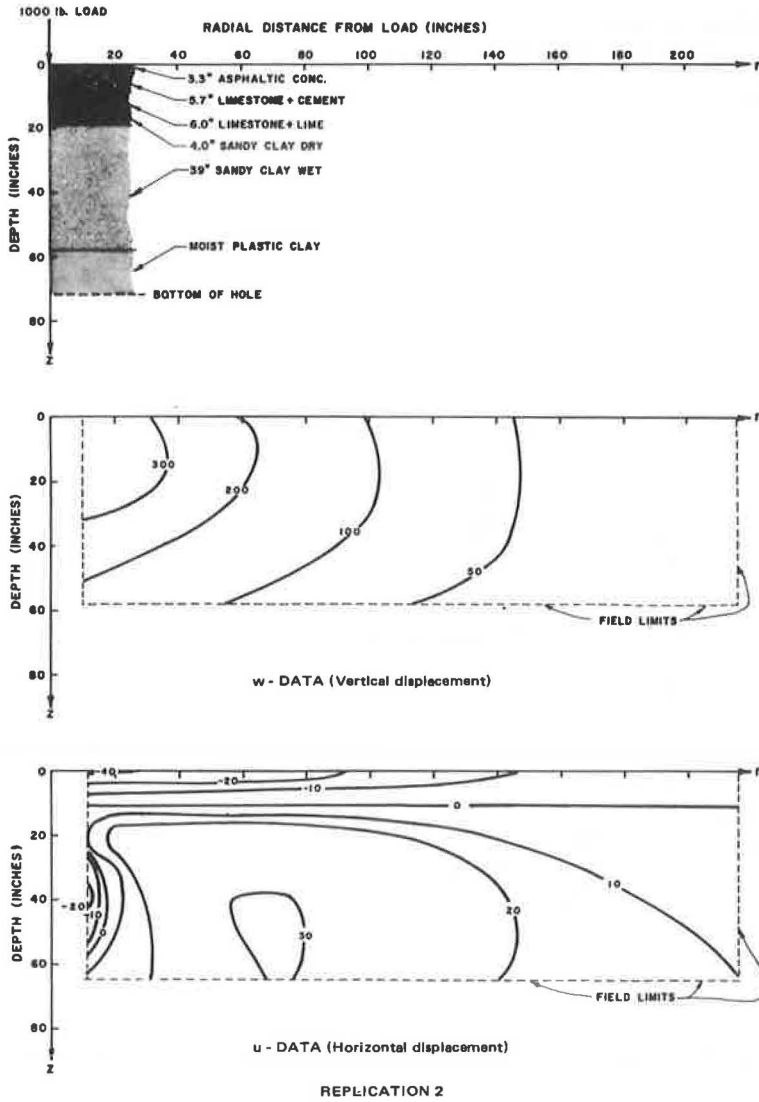 1000 lb. LOAD
RADIAL DISTANCE FROM LOAD (INCHES)
0 20 40 60 80 100 120 140 160 180 200 r
0
20
40
60
80
DEPTH (INCHES)
z
3.3" ASPHALTIC CONC.
5.7" LIMESTONE + CEMENT
6.0" LIMESTONE + LIME
4.0" SANDY CLAY DRY
39" SANDY CLAY WET
MOIST PLASTIC CLAY
BOTTOM OF HOLE
0
20
40
60
80
DEPTH (INCHES)
z
r
300
200
100
50
FIELD LIMITS
w - DATA (Vertical displacement)
0
20
40
60
80
DEPTH (INCHES)
z
r
-40
-20
-10
0
10
20
30
-20
-10
0
FIELD LIMITS
u - DATA (Horizontal displacement)
REPLICATION 2